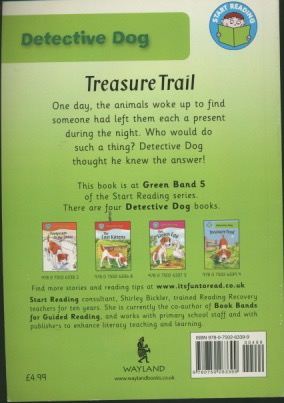 START READING
Detective Dog
Treasure Trail
One day, the animals woke up to find
someone had left them each a present
during the night. Who would do
such a thing? Detective Dog
thought he knew the answer!
This book is at Green Band 5
of the Start Reading series.
There are four Detective Dog books.
Find more stories and reading tips at www.itsfuntoread.co.uk
Start Reading consultant, Shirley Bickler, trained Reading Recovery
teachers for ten years. She is currently the co-author of Book Bands
for Guided Reading, and works with primary school staff and with
publishers to enhance literacy teaching and learning.
£4.99
WAYLAND
www.waylandbooks.co.uk